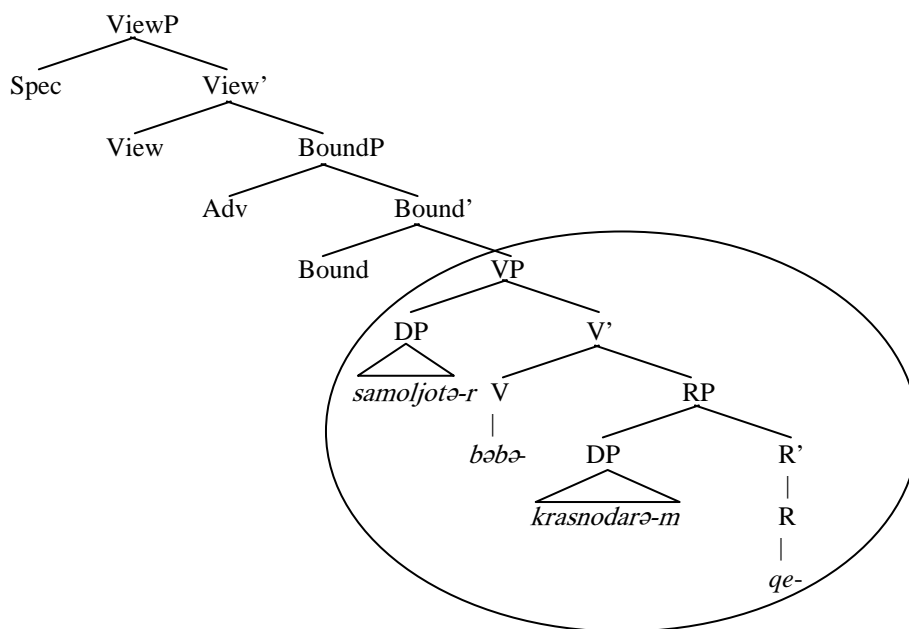 ViewP
Spec View’
View BoundP
Adv Bound’
Bound VP
DP V’
samoljotə-r V RP
bəbə- DP R’
krasnodarə-m R
qe-